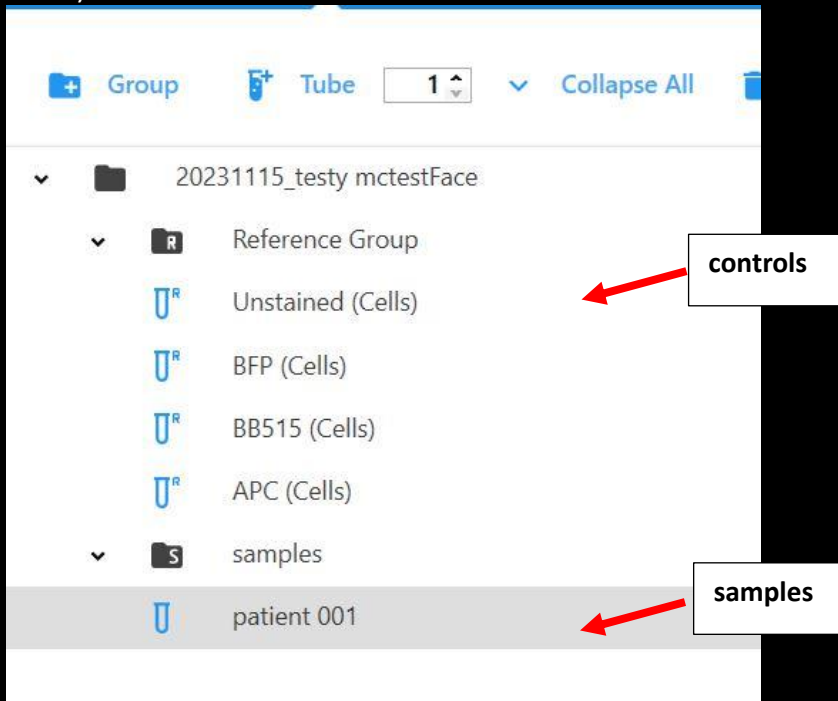 Group Tube 1 Collapse All
20231115_testy mctestFace
Reference Group
controls
Unstained (Cells)
BFP (Cells)
BB515 (Cells)
APC (Cells)
samples
samples
patient 001